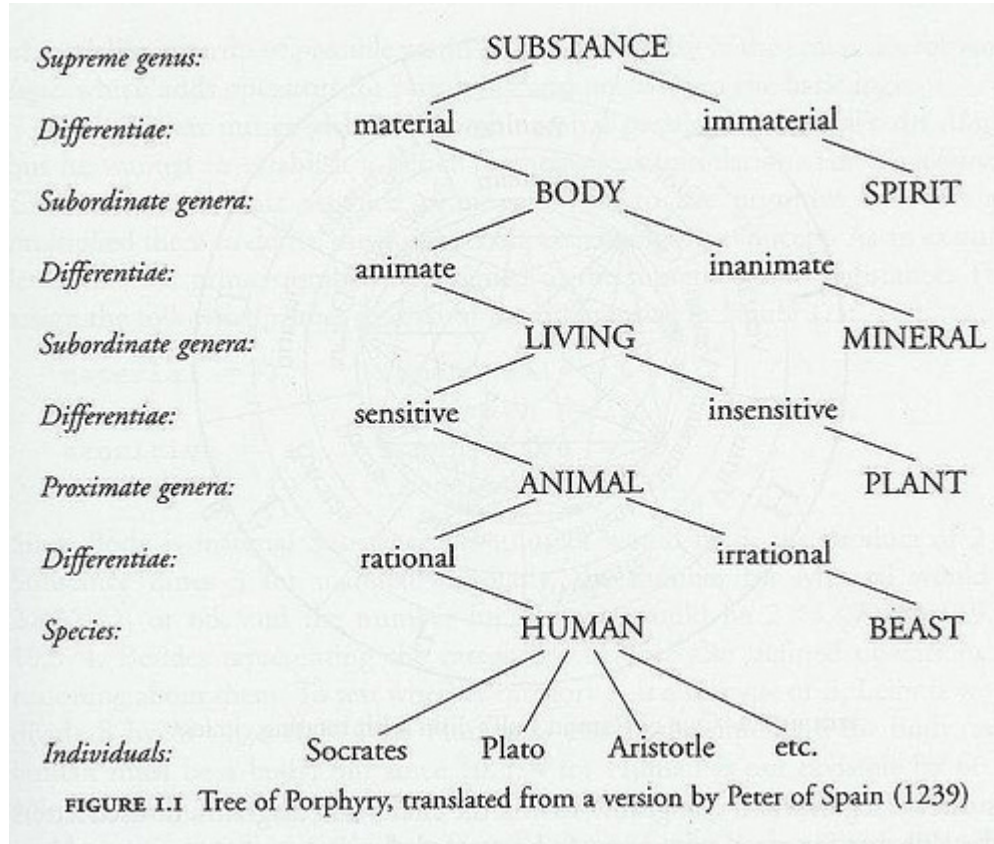 Supreme genus: SUBSTANCE
Differentiae: material immaterial
Subordinate genera: BODY SPIRIT
Differentiae: animate inanimate
Subordinate genera: LIVING MINERAL
Differentiae: sensitive insensitive
Proximate genera: ANIMAL PLANT
Differentiae: rational irrational
Species: HUMAN BEAST
Individuals: Socrates Plato Aristotle etc.
FIGURE 1.1 Tree of Porphyry, translated from a version by Peter of Spain (1239)